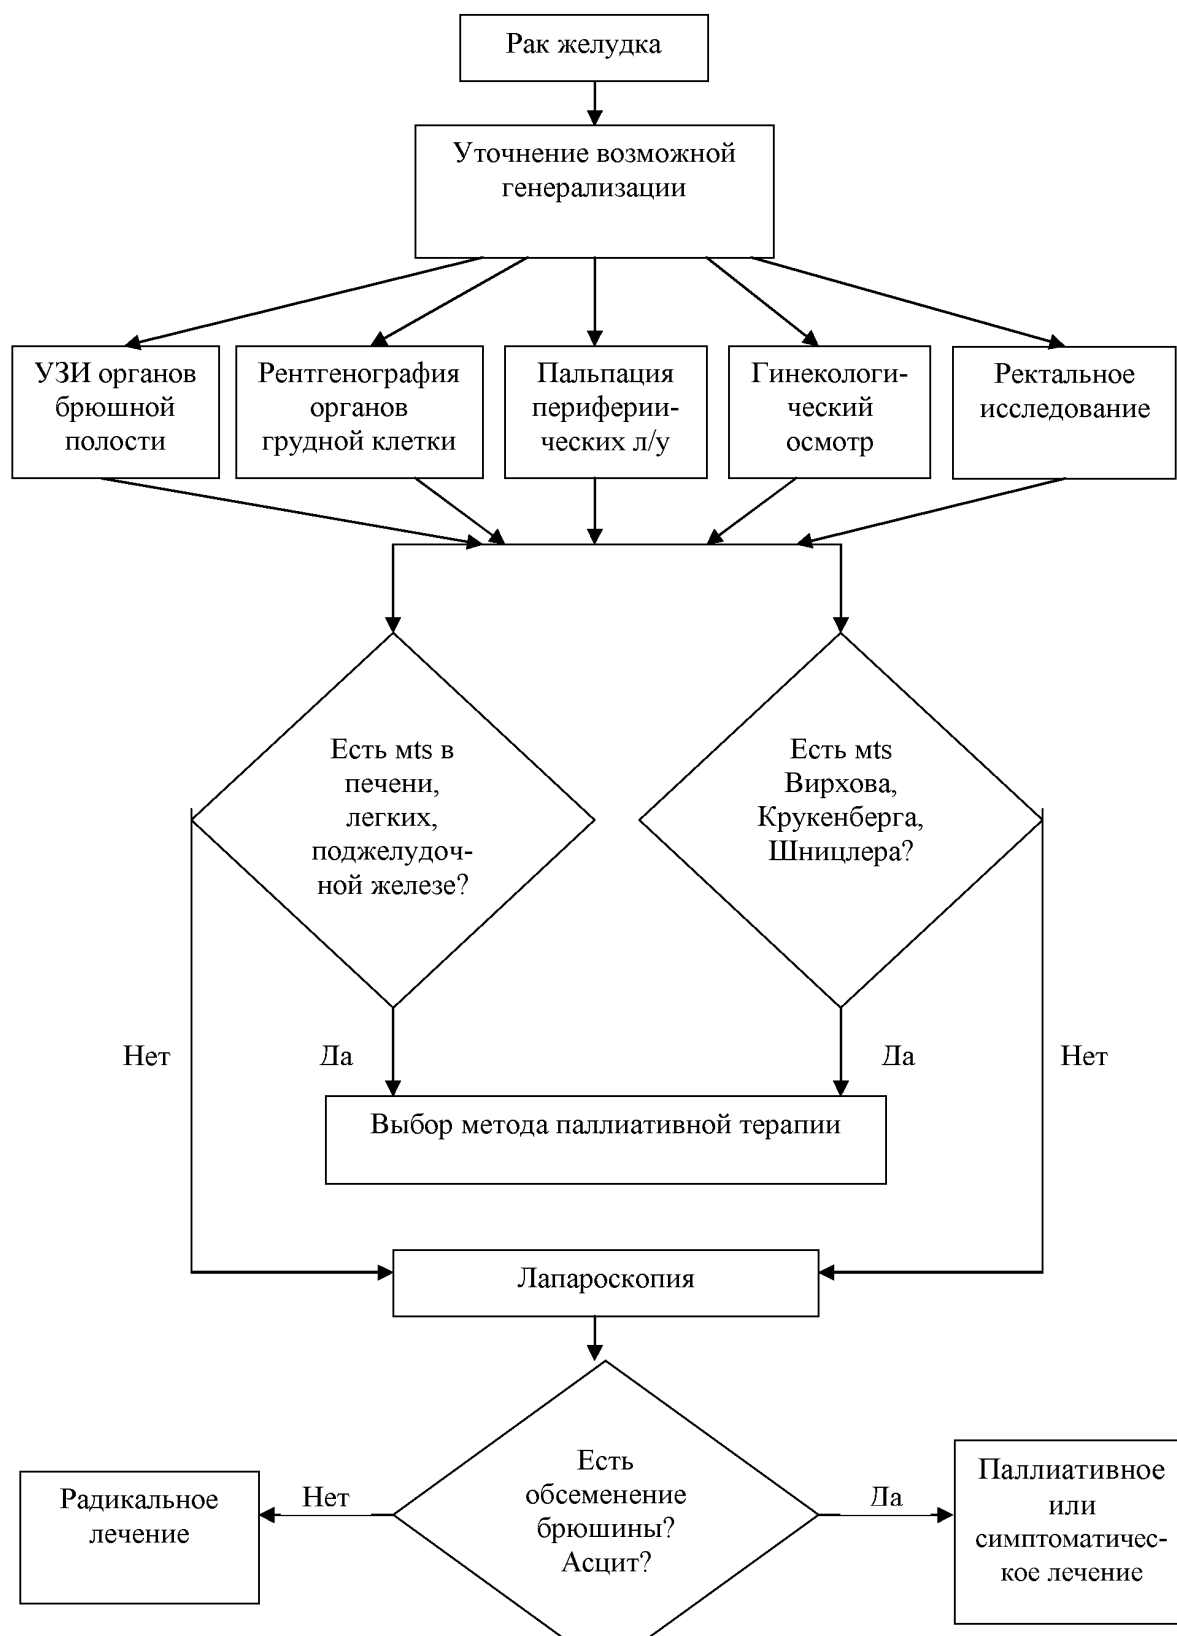 Рак желудка
Уточнение возможной
генерализации
УЗИ органов
брюшной
полости
Рентгенография
органов
грудной клетки
Пальпация
периферии-
ческих л/у
Гинекологи-
ческий
осмотр
Ректальное
исследование
Есть мts в
печени,
легких,
поджелудоч-
ной железе?
Есть мts
Вирхова,
Крукенберга,
Шницлера?
Нет
Да
Да
Нет
Выбор метода паллиативной терапии
Лапароскопия
Есть
обсеменение
брюшины?
Асцит?
Нет
Да
Радикальное
лечение
Паллиативное
или
симптоматичес-
кое лечение